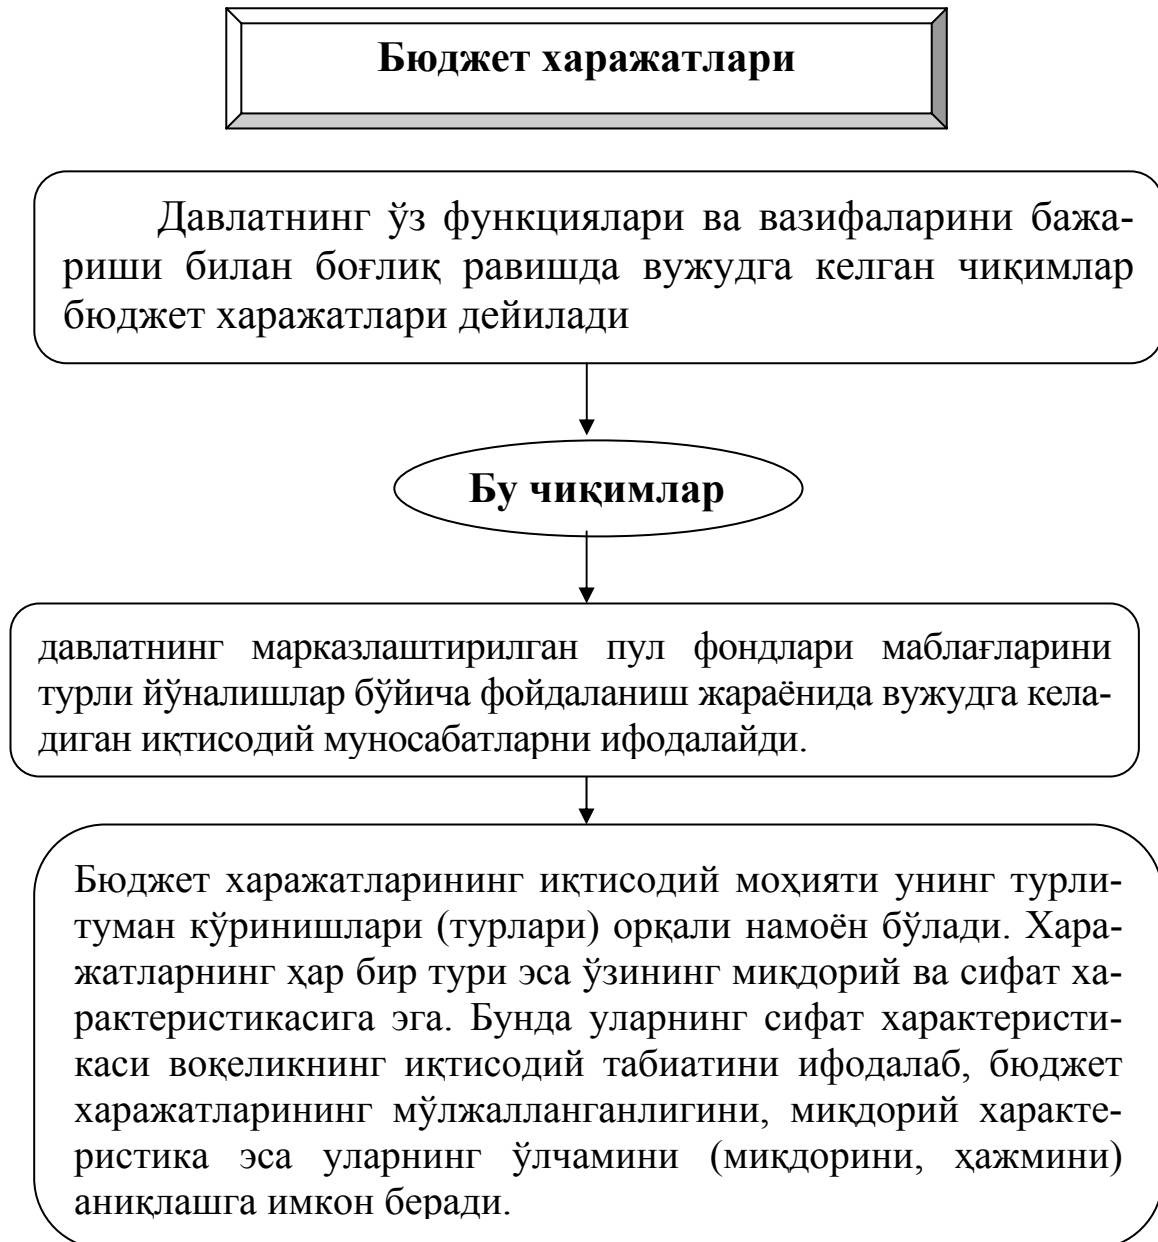 Бюджет харажатлари
Давлатнинг ўз функциялари ва вазифаларини бажа-
риши билан боғлиқ равишда вужудга келган чиқимлар
бюджет харажатлари дейилади
Бу чиқимлар
давлатнинг марказлаштирилган пул фондлари маблағларини
турли йўналишлар бўйича фойдаланиш жараёнида вужудга кела-
диган иқтисодий муносабатларни ифодалайди.
Бюджет харажатларининг иқтисодий моҳияти унинг турли-
туман кўринишлари (турлари) орқали намоён бўлади. Хара-
жатларнинг ҳар бир тури эса ўзининг миқдорий ва сифат ха-
рактеристикасига эга. Бунда уларнинг сифат характеристи-
каси воқеликнинг иқтисодий табиатини ифодалаб, бюджет
харажатларининг мўлжалланганлигини, миқдорий характе-
ристика эса уларнинг ўлчамини (миқдорини, ҳажмини)
аниқлашга имкон беради.